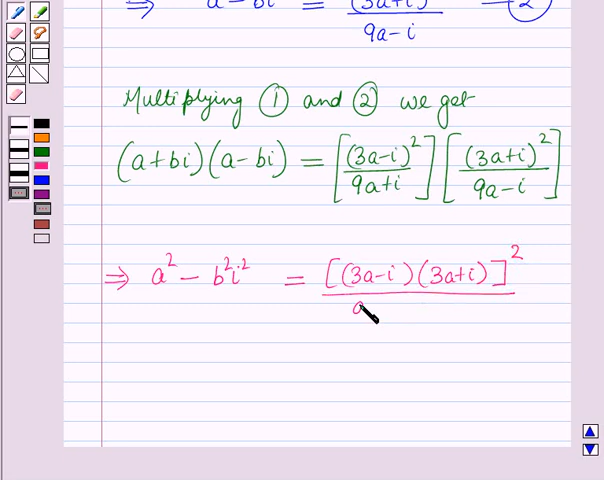 ⇒ a - bi = (3a+i) — 2
9a - i
Multiplying ① and ② we get
(a+bi)(a-bi) = [(3a-i)²/9a+i] [(3a+i)²/9a-i]
⇒ a² - b²i² = [(3a-i)(3a+i)]²